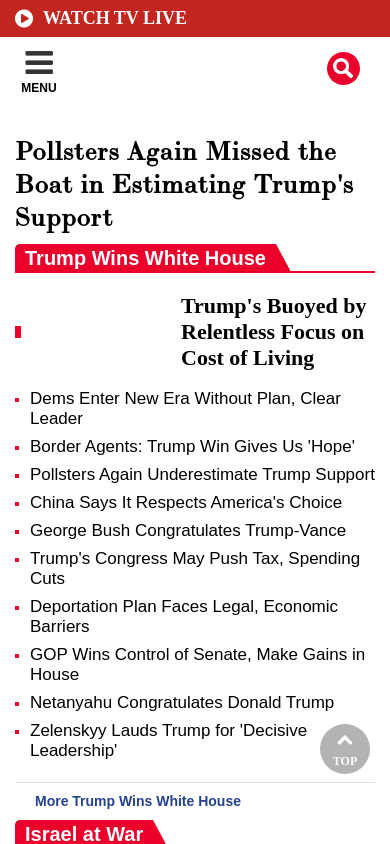 WATCH TV LIVE
MENU
Pollsters Again Missed the
Boat in Estimating Trump's
Support
Trump Wins White House
Trump's Buoyed by
Relentless Focus on
Cost of Living
Dems Enter New Era Without Plan, Clear
Leader
Border Agents: Trump Win Gives Us 'Hope'
Pollsters Again Underestimate Trump Support
China Says It Respects America's Choice
George Bush Congratulates Trump-Vance
Trump's Congress May Push Tax, Spending
Cuts
Deportation Plan Faces Legal, Economic
Barriers
GOP Wins Control of Senate, Make Gains in
House
Netanyahu Congratulates Donald Trump
Zelenskyy Lauds Trump for 'Decisive
Leadership'
TOP
More Trump Wins White House
Israel at War